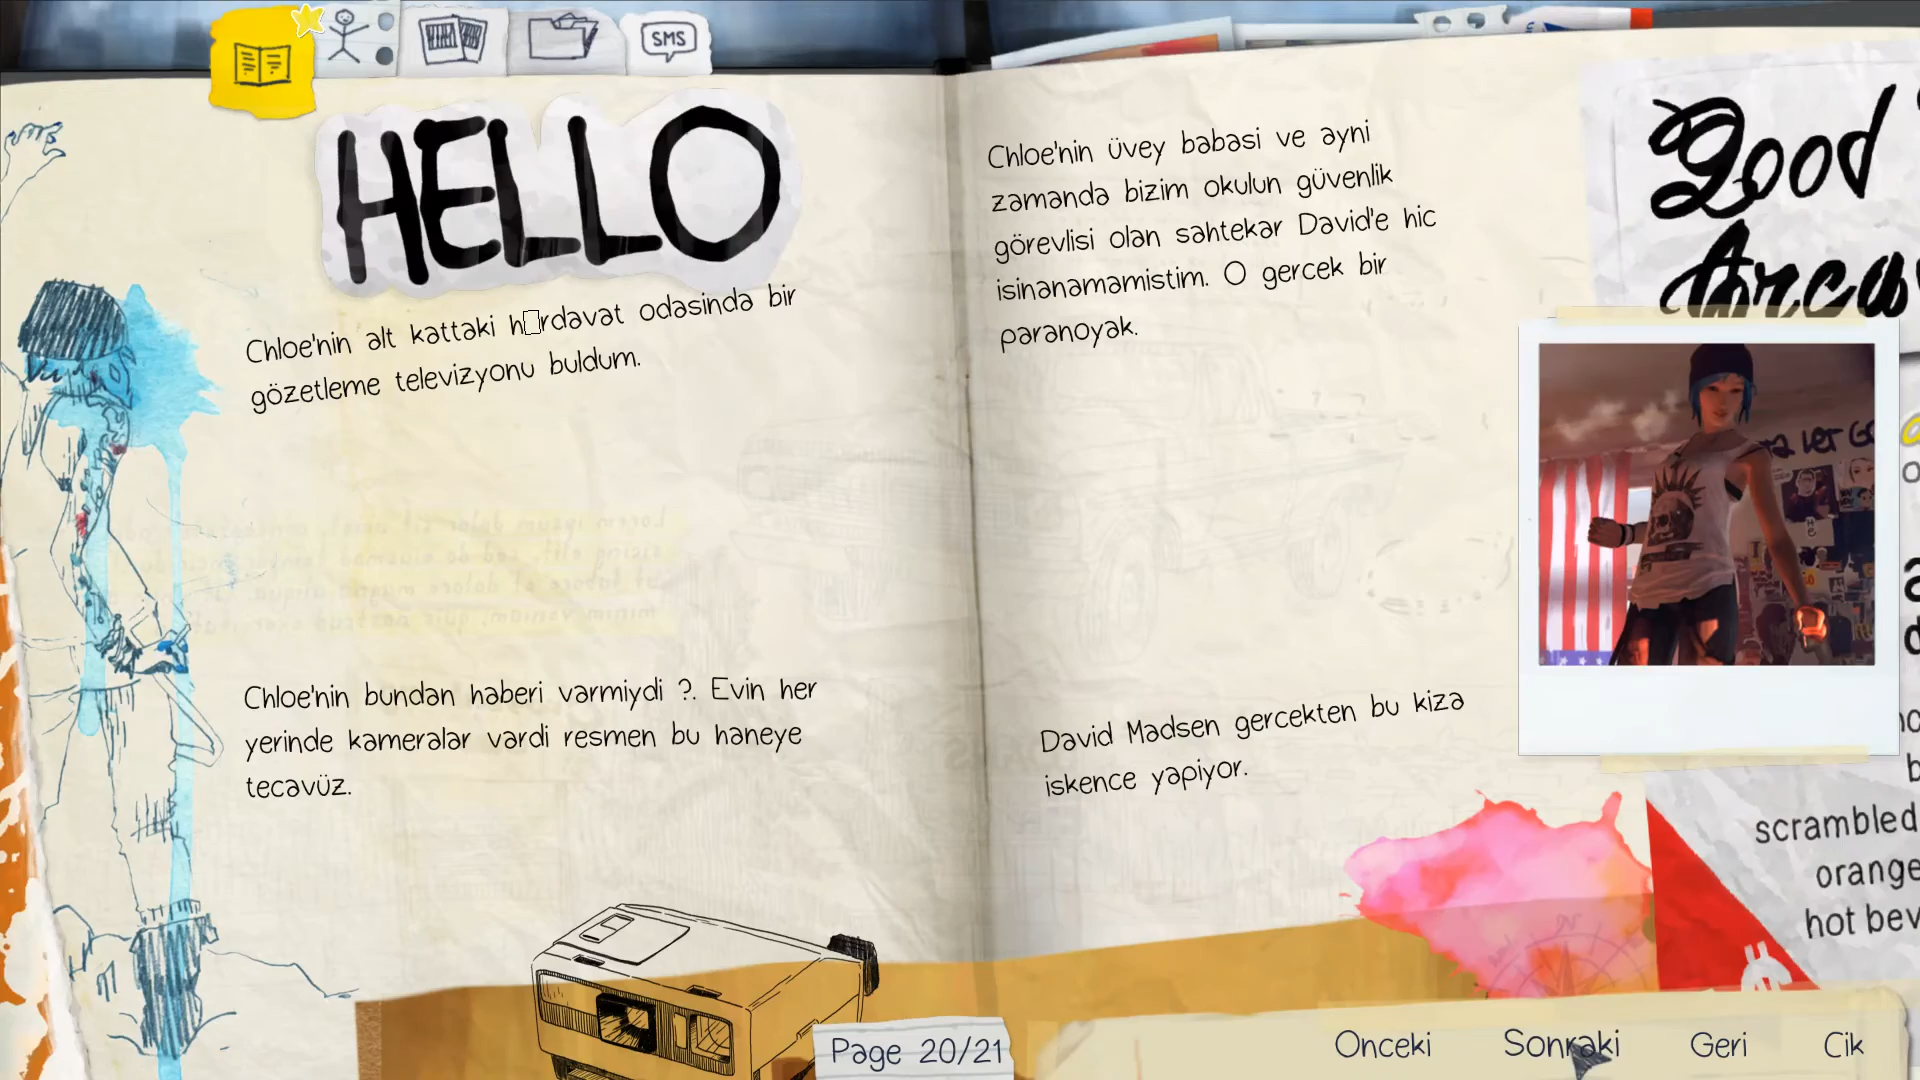 SMS
HELLO
Chloe'nin alt kattaki h□rdavat odasinda bir
gözetleme televizyonu buldum.
Chloe'nin bundan haberi varmiydi ?. Evin her
yerinde kameralar vardi resmen bu haneye
tecavüz.
Chloe'nin üvey babasi ve ayni
zamanda bizim okulun güvenlik
görevlisi olan sahtekar David'e hic
isinanamamistim. O gercek bir
paranoyak.
David Madsen gercekten bu kiza
iskence yapiyor.
Good
scrambled
orange
hot bev
Page 20/21
Onceki Sonraki Geri Cik